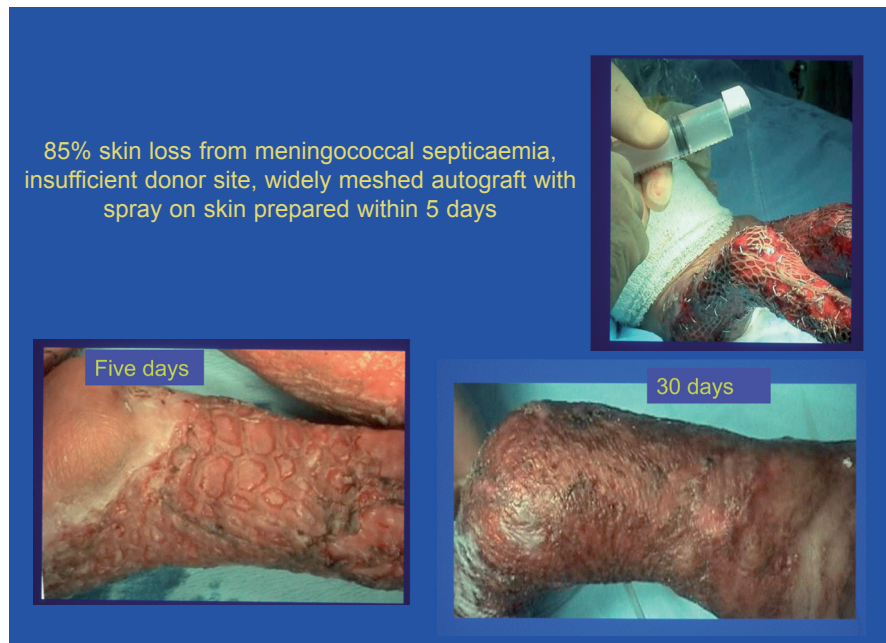 85% skin loss from meningococcal septicaemia,
insufficient donor site, widely meshed autograft with
spray on skin prepared within 5 days
Five days
30 days